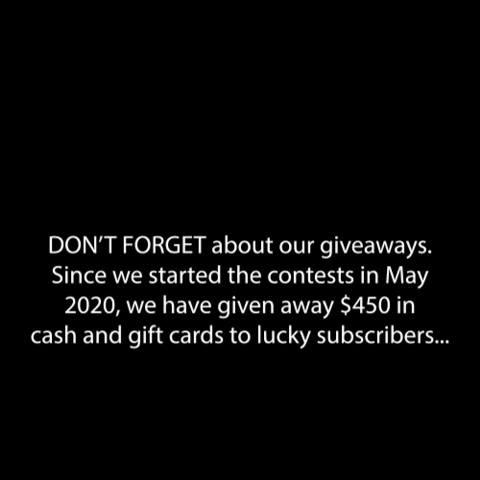 DON'T FORGET about our giveaways.
Since we started the contests in May
2020, we have given away $450 in
cash and gift cards to lucky subscribers...